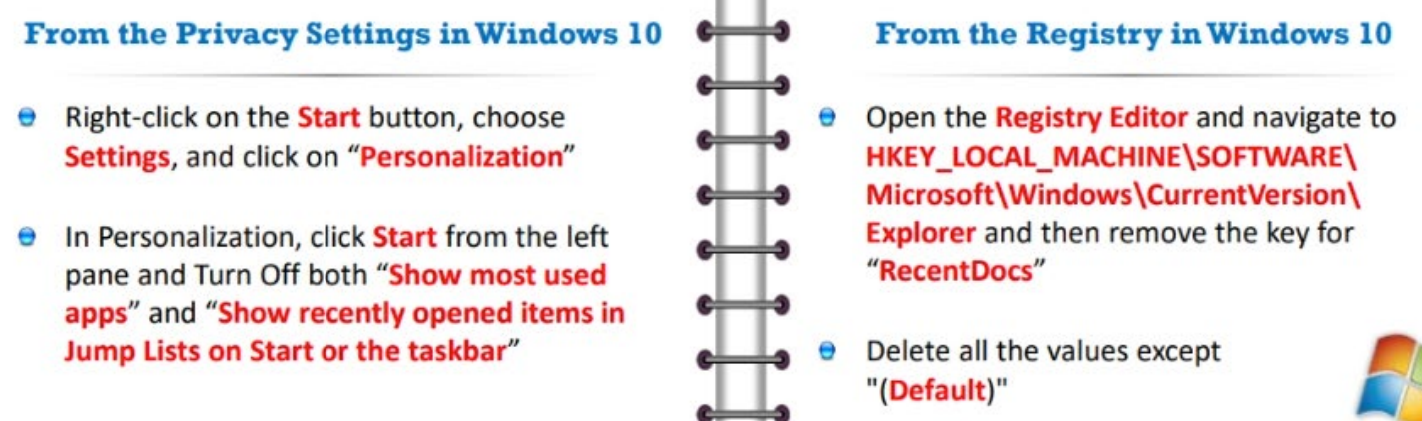 From the Privacy Settings in Windows 10
Right-click on the Start button, choose
Settings, and click on “Personalization”
In Personalization, click Start from the left
pane and Turn Off both “Show most used
apps” and “Show recently opened items in
Jump Lists on Start or the taskbar”
From the Registry in Windows 10
Open the Registry Editor and navigate to
HKEY_LOCAL_MACHINE\SOFTWARE\
Microsoft\Windows\CurrentVersion\
Explorer and then remove the key for
“RecentDocs”
Delete all the values except
"(Default)"